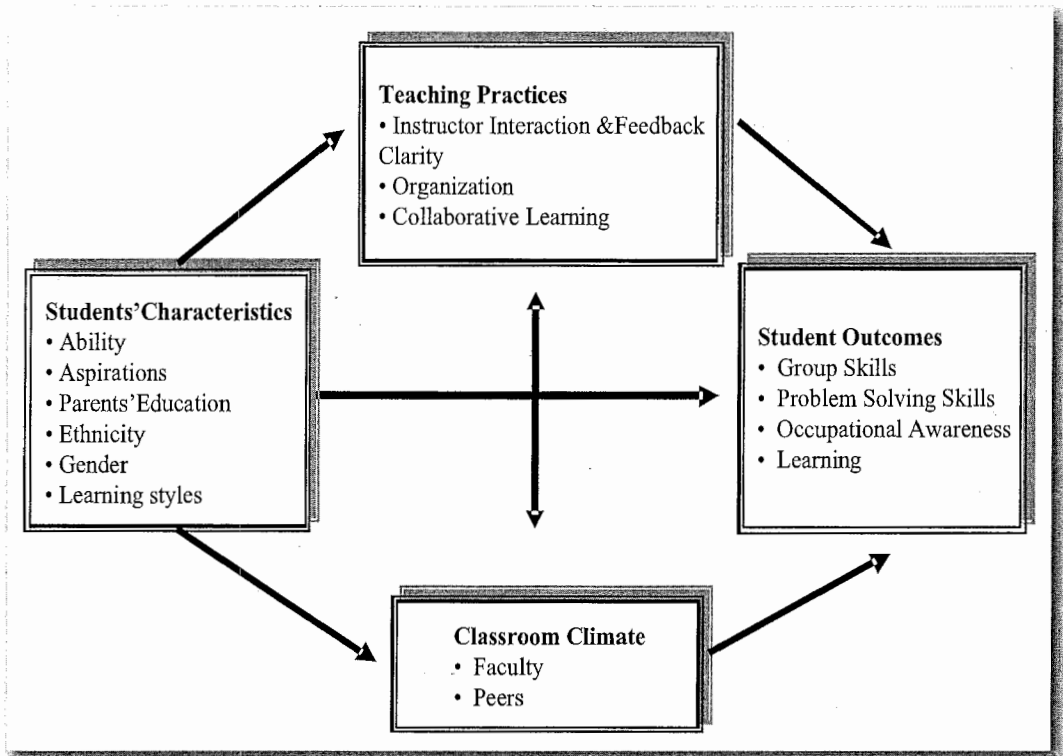 Teaching Practices
• Instructor Interaction &Feedback
Clarity
• Organization
• Collaborative Learning
Students'Characteristics
• Ability
• Aspirations
• Parents'Education
• Ethnicity
• Gender
• Learning styles
Student Outcomes
• Group Skills
• Problem Solving Skills
• Occupational Awareness
• Learning
Classroom Climate
• Faculty
• Peers